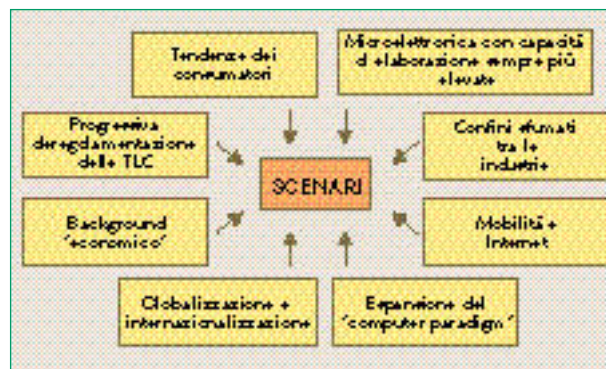 Tendenze dei
consumatori
Microelettronica con capacità
d'elaborazione sempre più
elevate
Progressiva
deregolamentazione
delle TLC
Confini sfumati
tra le
industrie
SCENARI
Background
"economico"
Mobilità e
Internet
Globalizzazione e
internazionalizzazione
Espansione del
"computer paradigm"